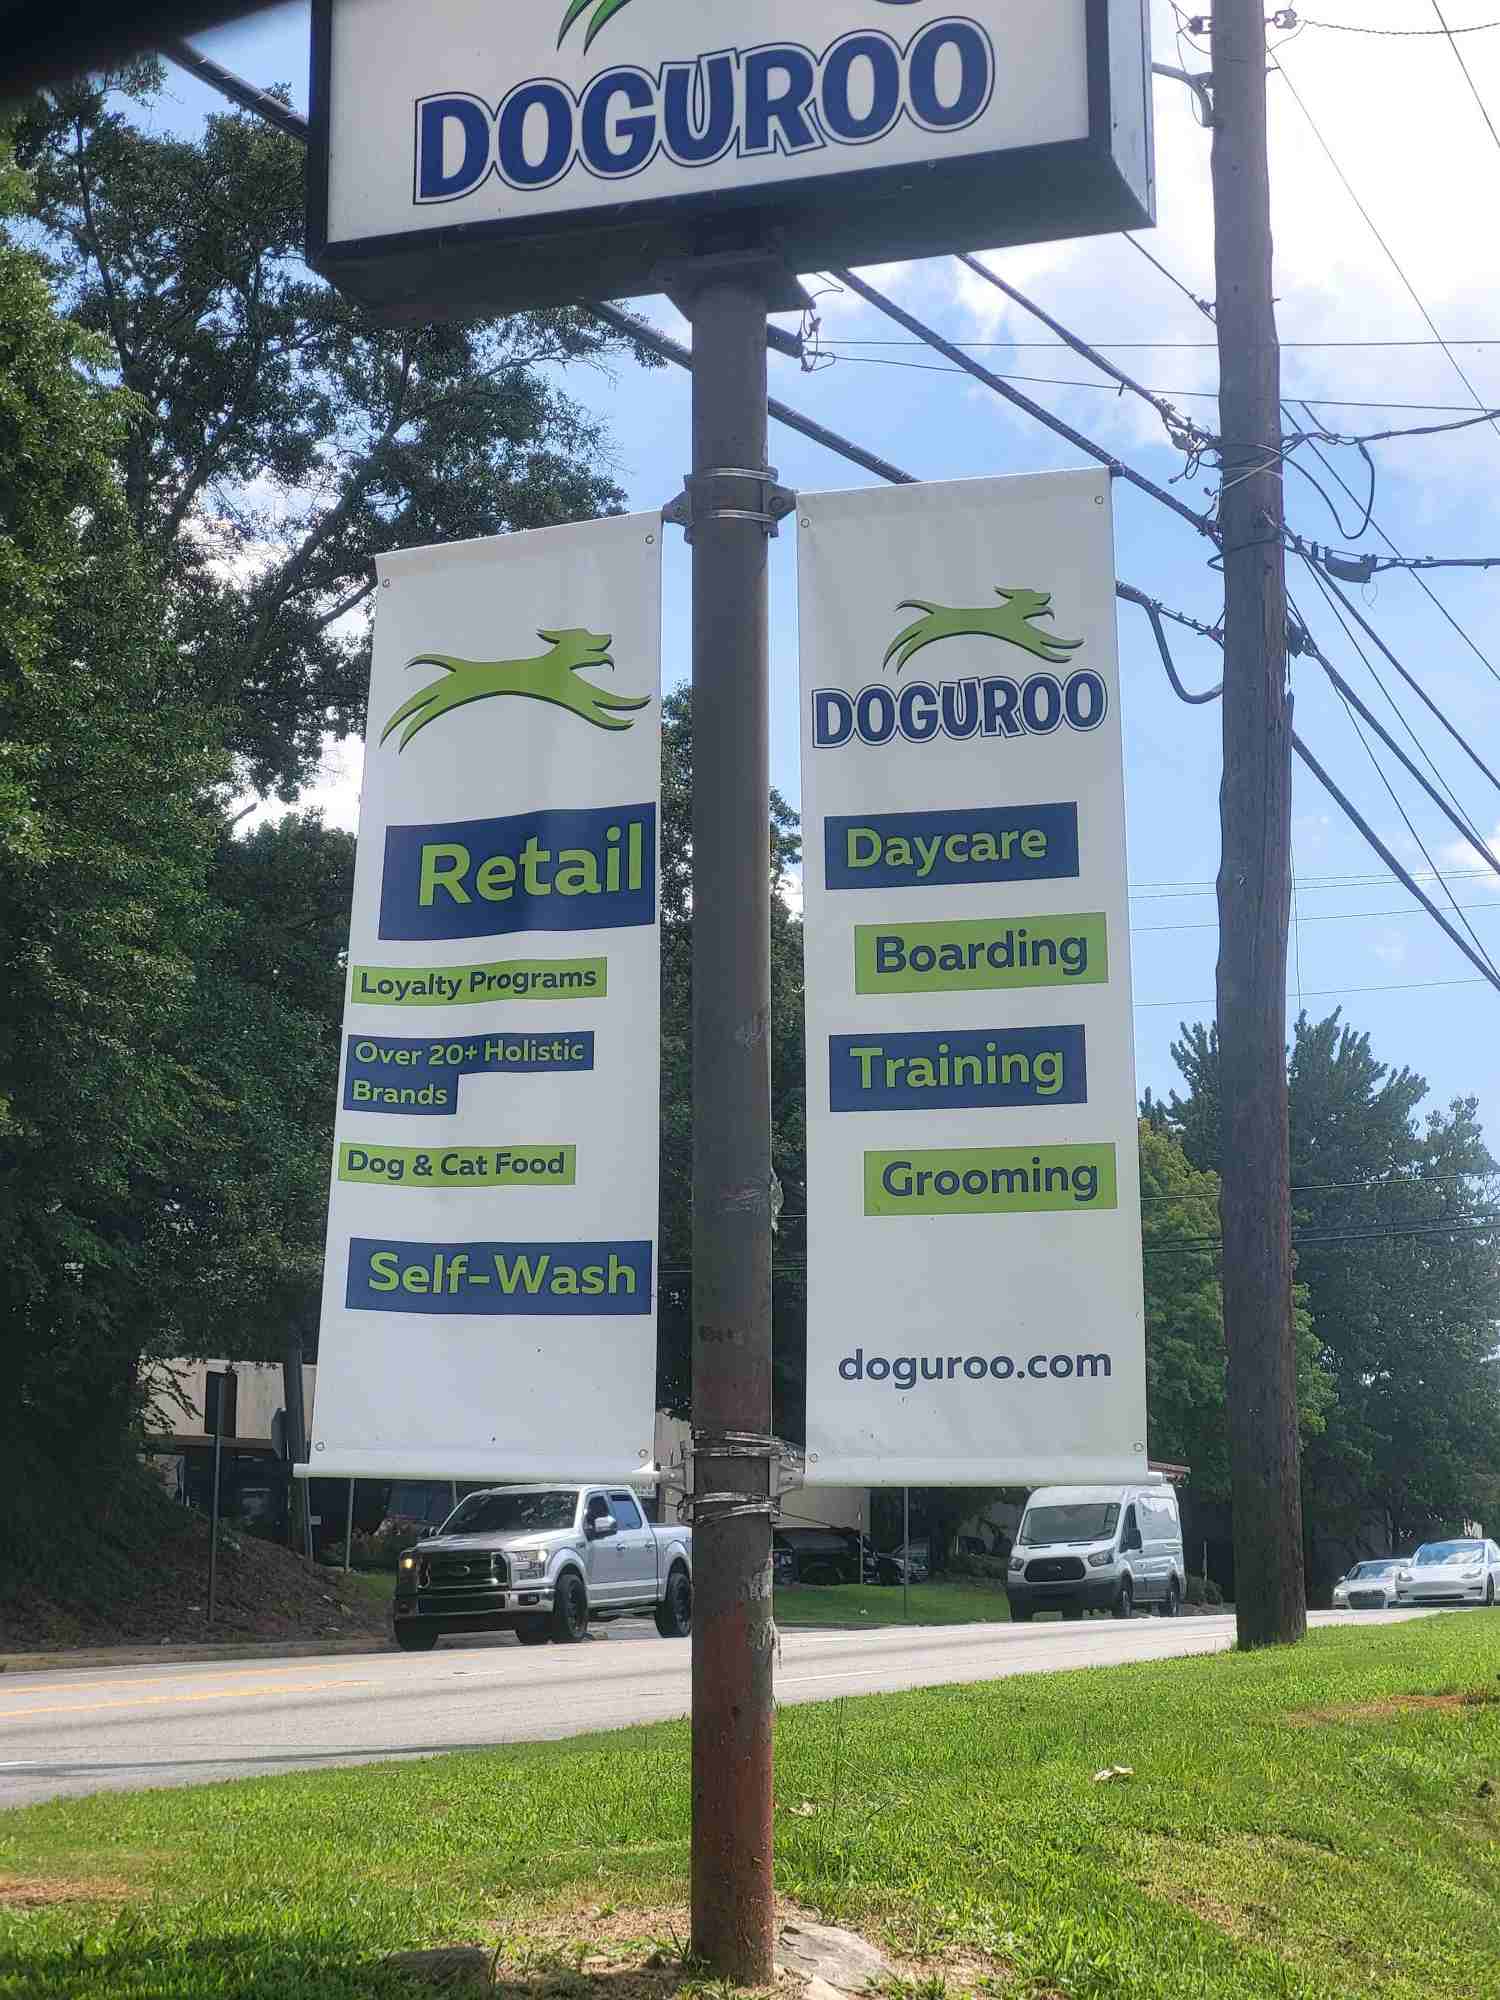 DOGUROO
Retail
Loyalty Programs
Over 20+ Holistic
Brands
Dog & Cat Food
Self-Wash
DOGUROO
Daycare
Boarding
Training
Grooming
doguroo.com